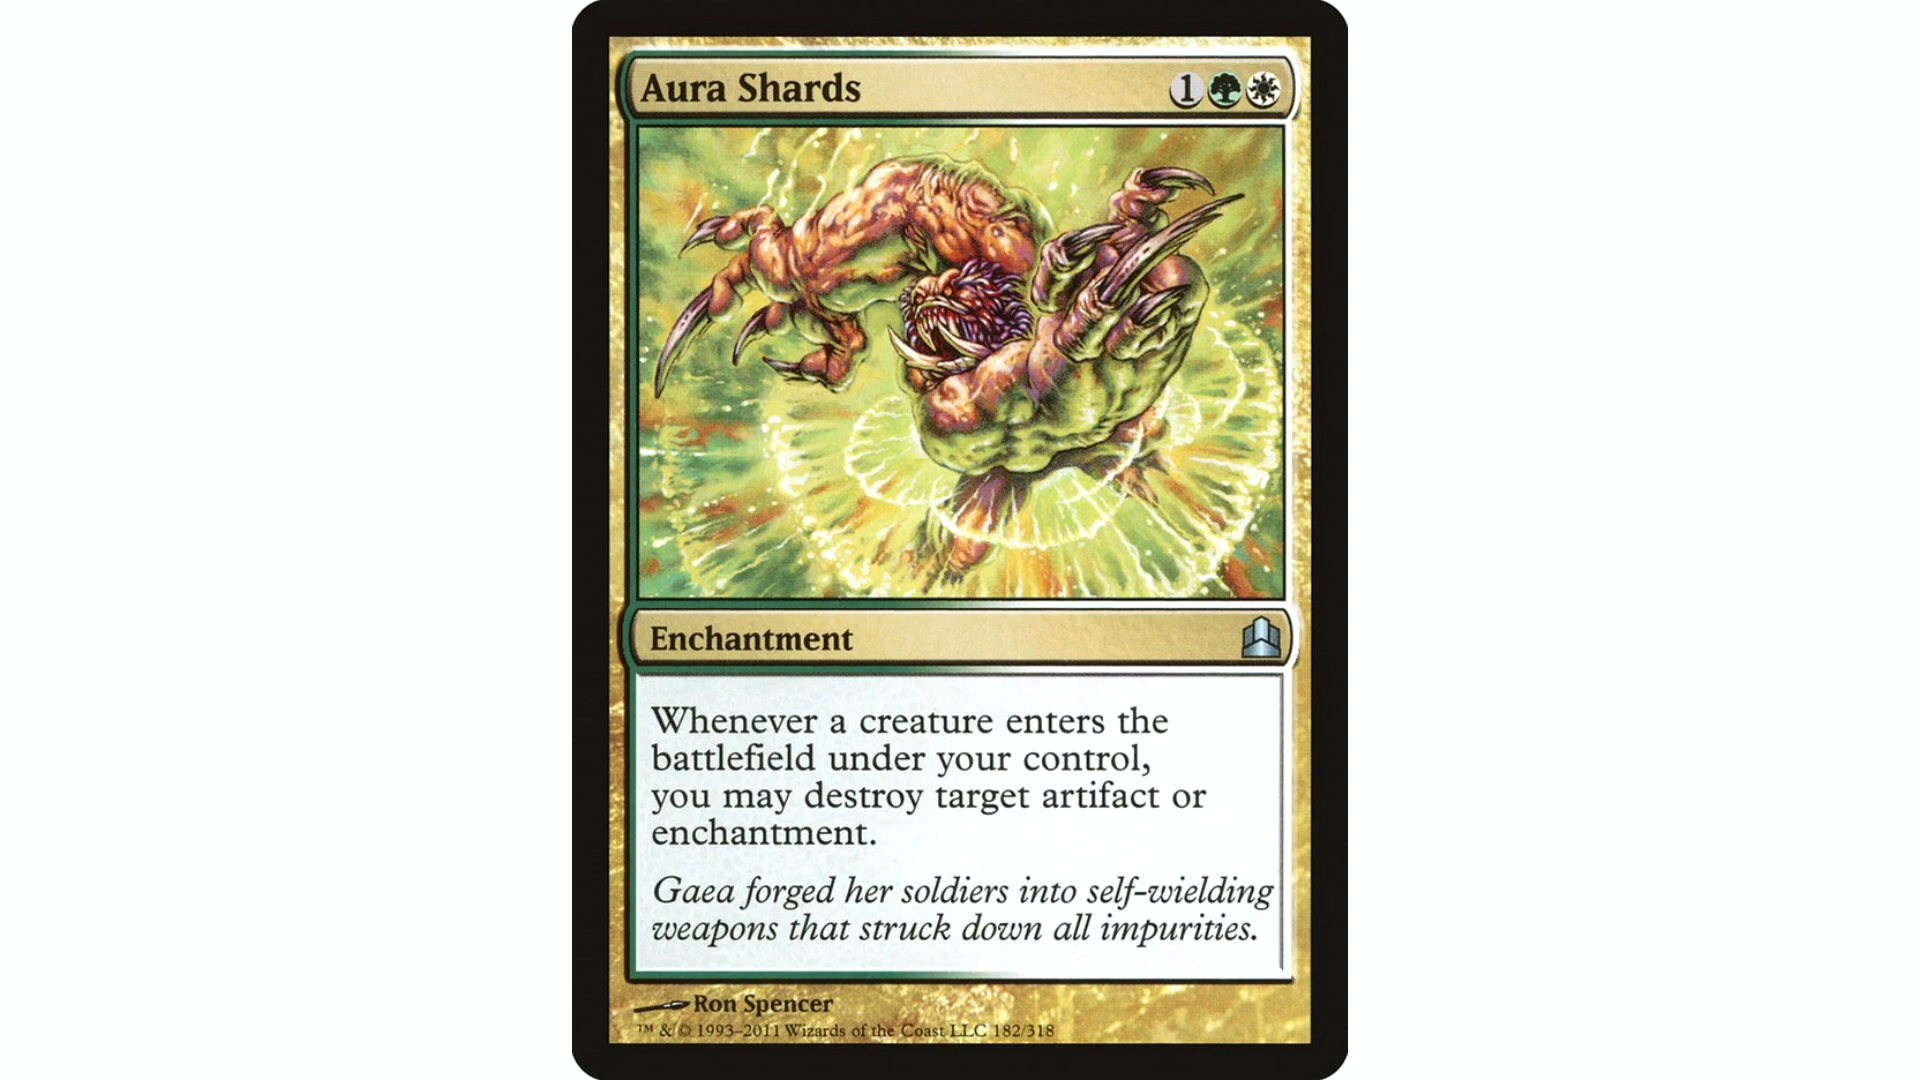 Aura Shards 1
Enchantment
Whenever a creature enters the
battlefield under your control,
you may destroy target artifact or
enchantment.
Gaea forged her soldiers into self-wielding
weapons that struck down all impurities.
Ron Spencer
™ & © 1993–2011 Wizards of the Coast LLC 182/318